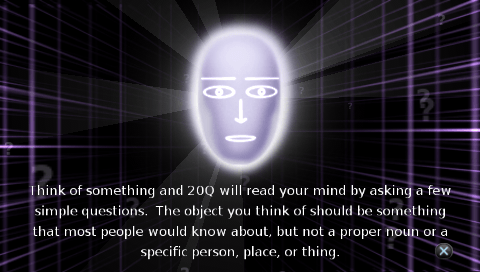 Think of something and 20Q will read your mind by asking a few
simple questions. The object you think of should be something
that most people would know about, but not a proper noun or a
specific person, place, or thing.